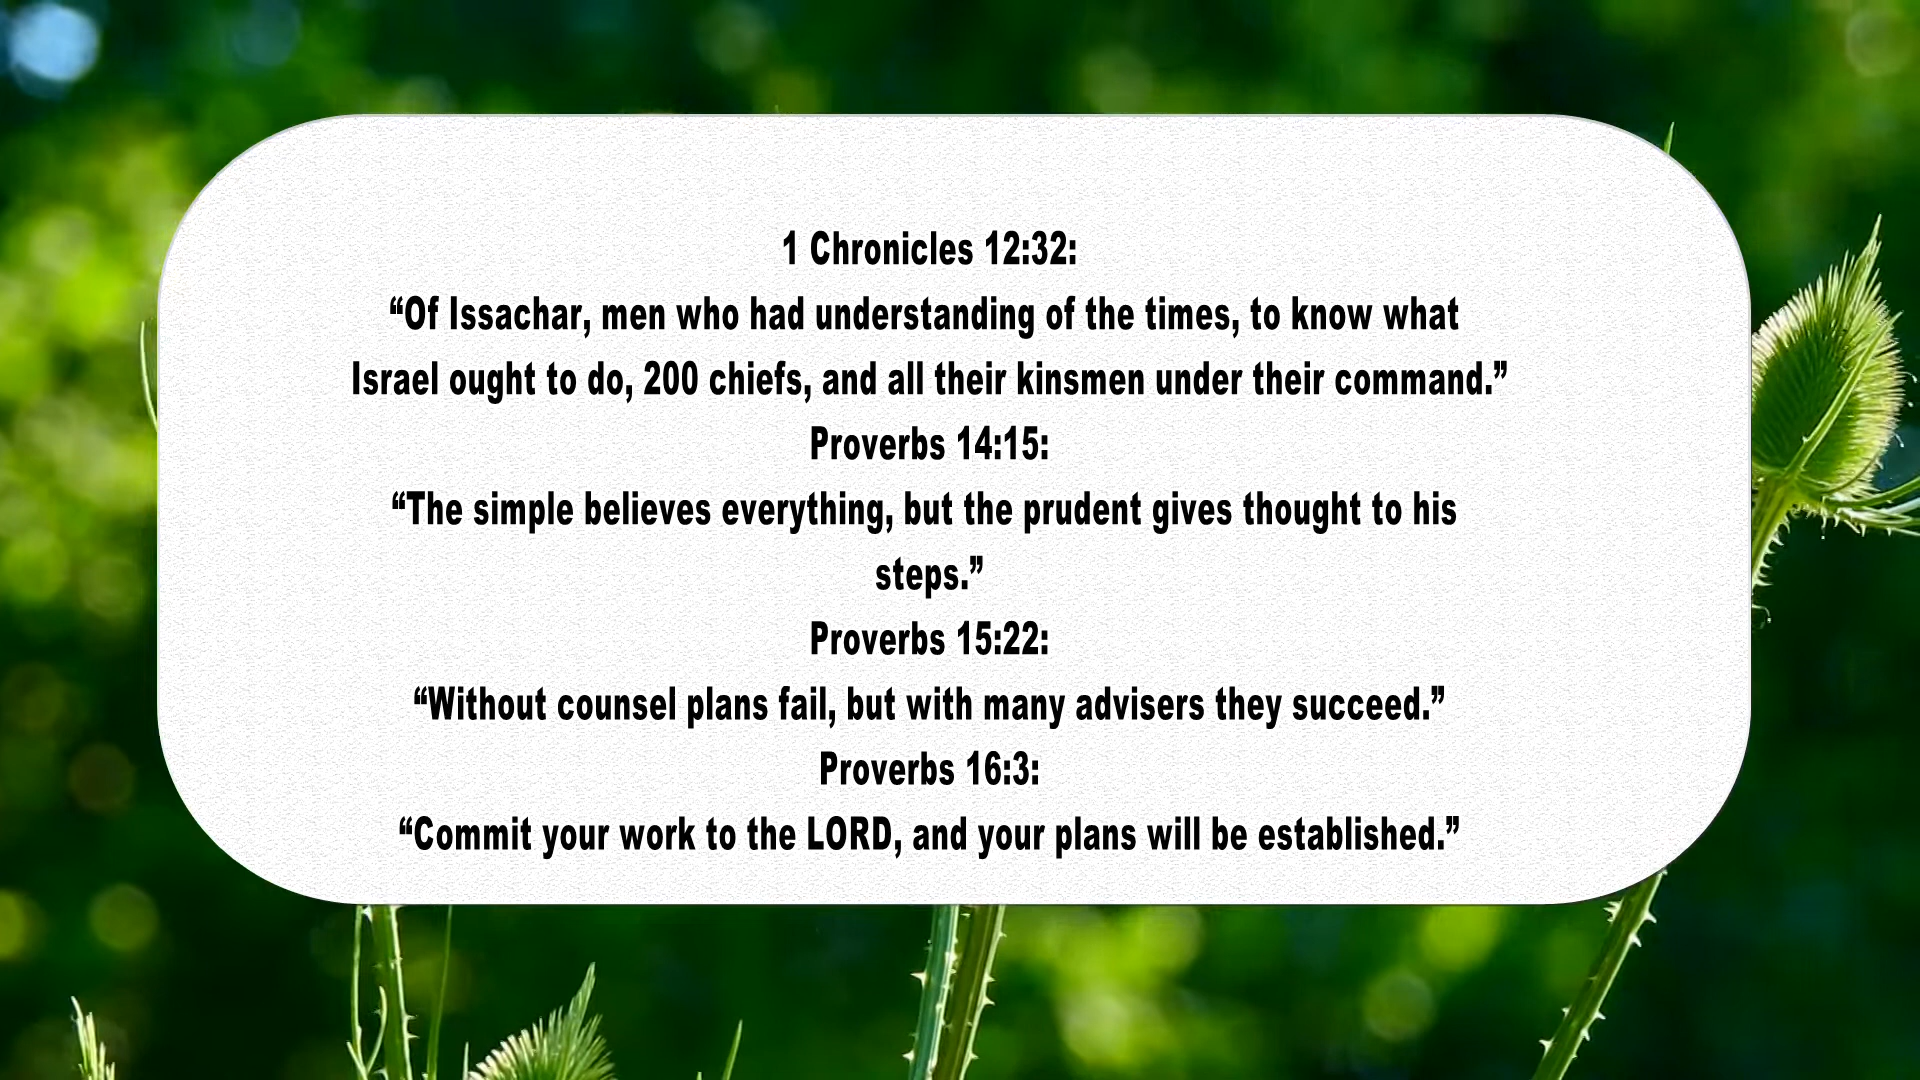 1 Chronicles 12:32:
“Of Issachar, men who had understanding of the times, to know what
Israel ought to do, 200 chiefs, and all their kinsmen under their command.”
Proverbs 14:15:
“The simple believes everything, but the prudent gives thought to his
steps.”
Proverbs 15:22:
“Without counsel plans fail, but with many advisers they succeed.”
Proverbs 16:3:
“Commit your work to the LORD, and your plans will be established.”